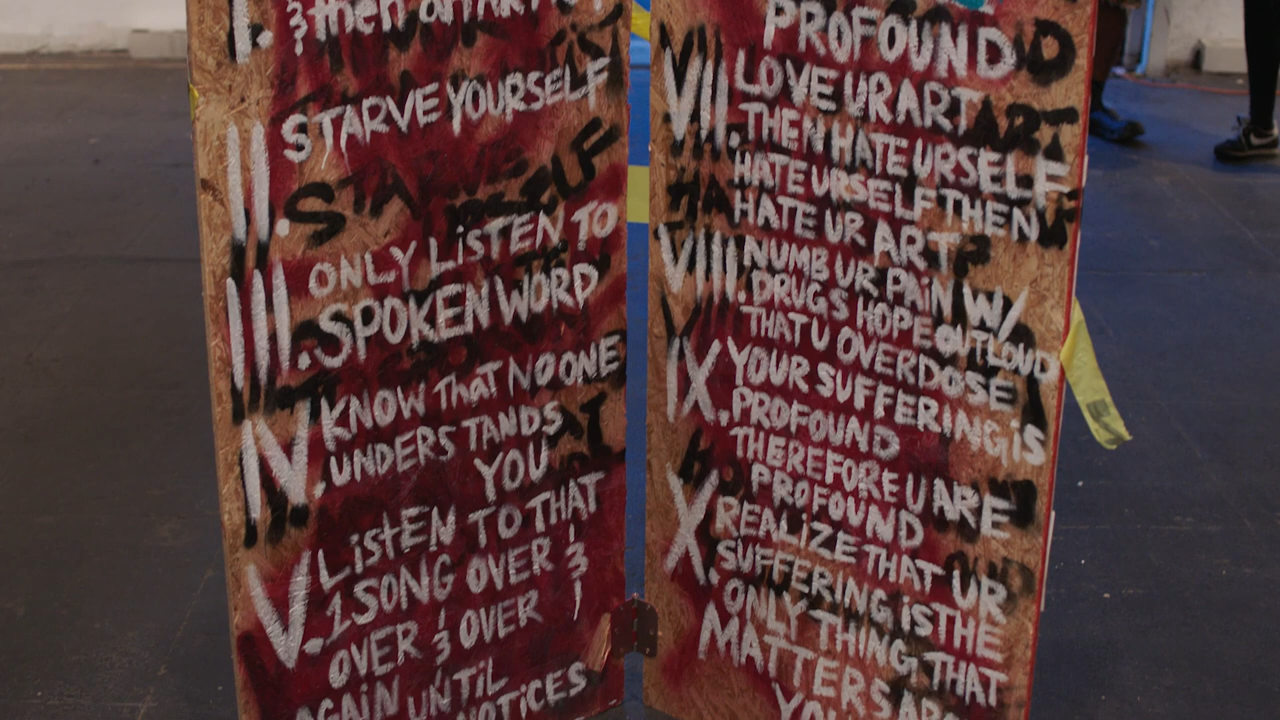 I.
& then
II. STARVE YOURSELF
III. ONLY LiSTEN TO
SPOKEN WORD
IV. KNOW THaT NO ONE
UNDERSTANDS
YOU
V. LiSTEN TO THAT
1 SONG OVER &
OVER & OVER
AGAIN UNTiL
NOTICES
PROFOUND
VII. LOVE UR ART
THEN HATE URSELF
HATE URSELF THEN
HATE UR ART
VIII. NUMB UR PAiN W/
DRUGS HOPE OUTLOUD
THAT U OVERDOSE
IX. YOUR SUFFERiNG iS
PROFOUND
THEREFORE U ARE
PROFOUND
X. REALIZE THAT UR
SUFFERiNG iS THE
ONLY THiNG THAT
MATTERS